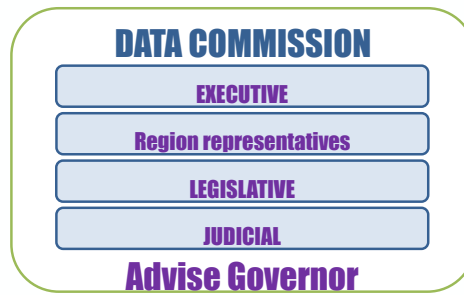 DATA COMMISSION
EXECUTIVE
Region representatives
LEGISLATIVE
JUDICIAL
Advise Governor